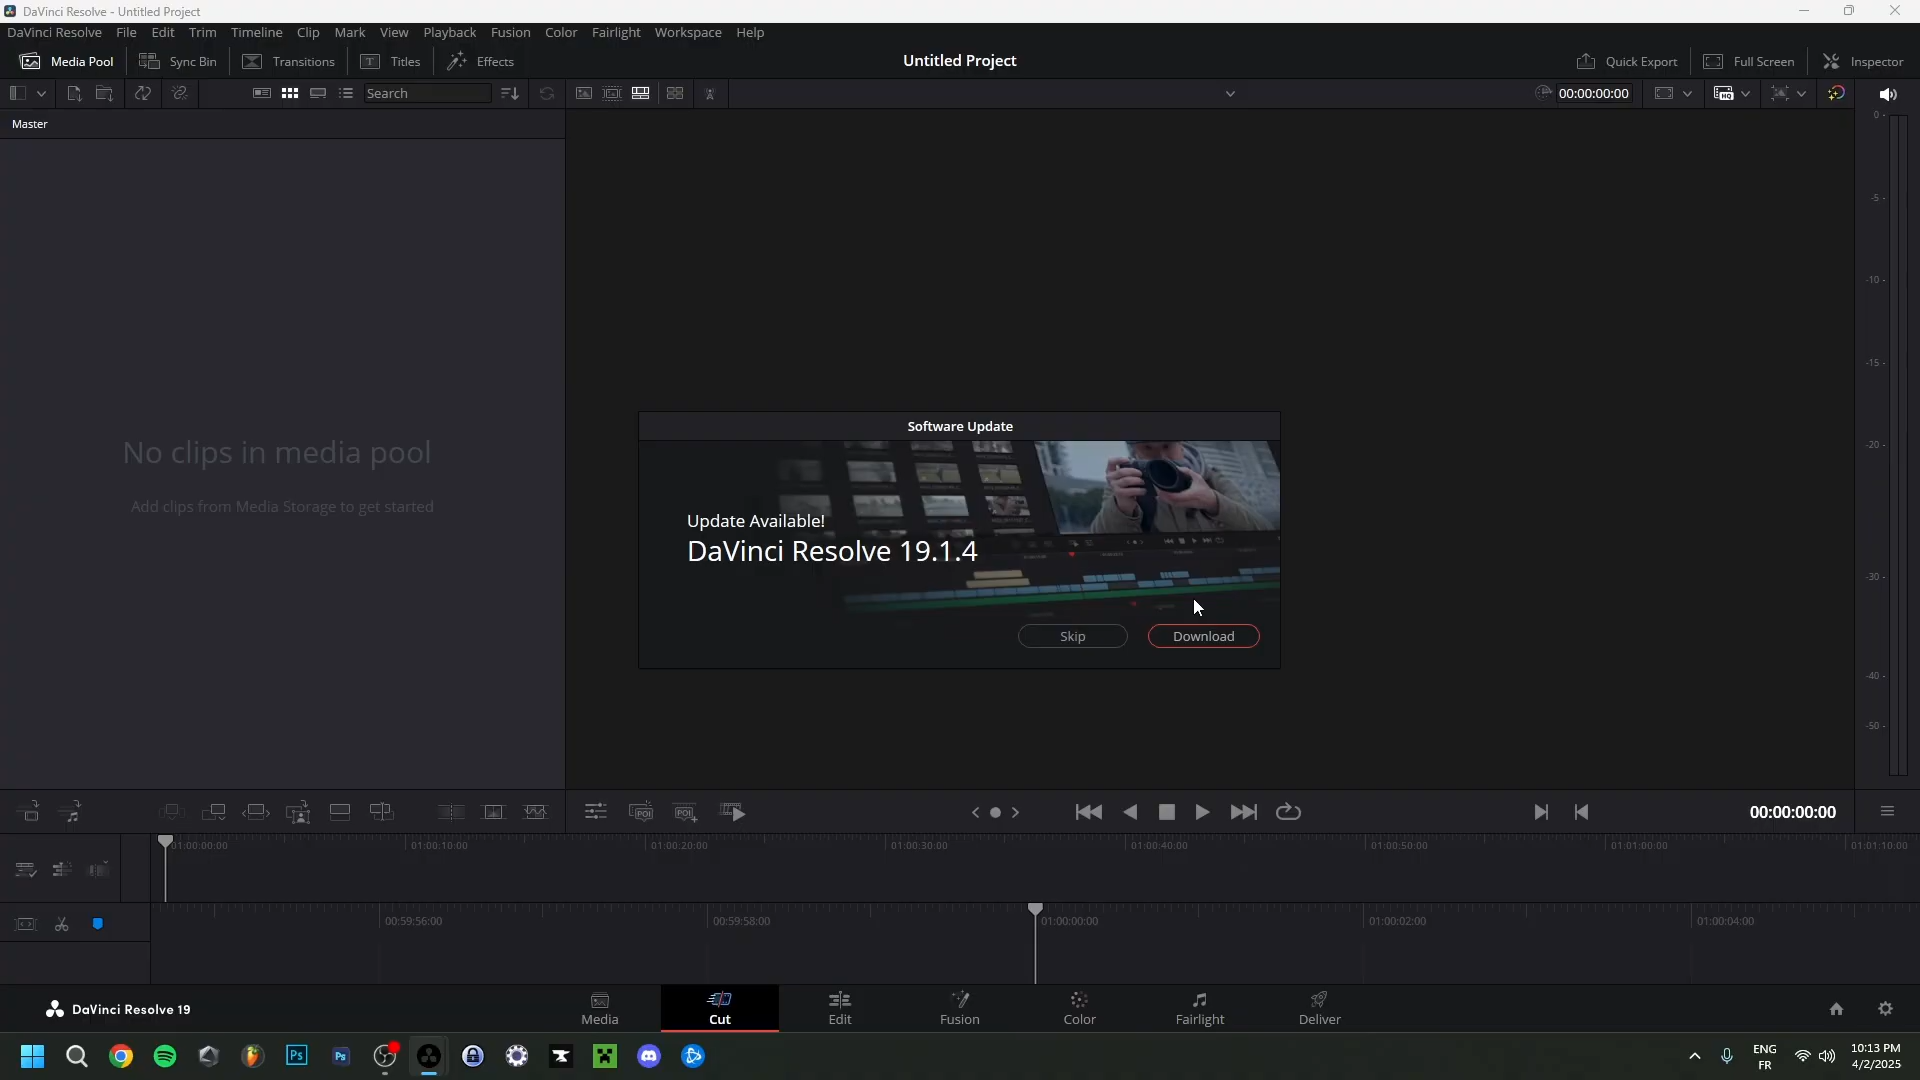 DaVinci Resolve - Untitled Project
DaVinci Resolve File Edit Trim Timeline Clip Mark View Playback Fusion Color Fairlight Workspace Help
Media Pool Sync Bin Transitions Titles Effects Untitled Project Quick Export Full Screen Inspector
Search 00:00:00:00 HQ
Master
0 -
-5 -
-10 -
-15 -
-20 -
-30 -
-40 -
-50 -
No clips in media pool
Add clips from Media Storage to get started
Software Update
Update Available!
DaVinci Resolve 19.1.4
Skip Download
POI POI 00:00:00:00
01:00:00:00 01:00:10:00 01:00:20:00 01:00:30:00 01:00:40:00 01:00:50:00 01:01:00:00 01:01:10:00
00:59:56:00 00:59:58:00 01:00:00:00 01:00:02:00 01:00:04:00
DaVinci Resolve 19 Media Cut Edit Fusion Color Fairlight Deliver
Ps Ps
ENG
FR
10:13 PM
4/2/2025